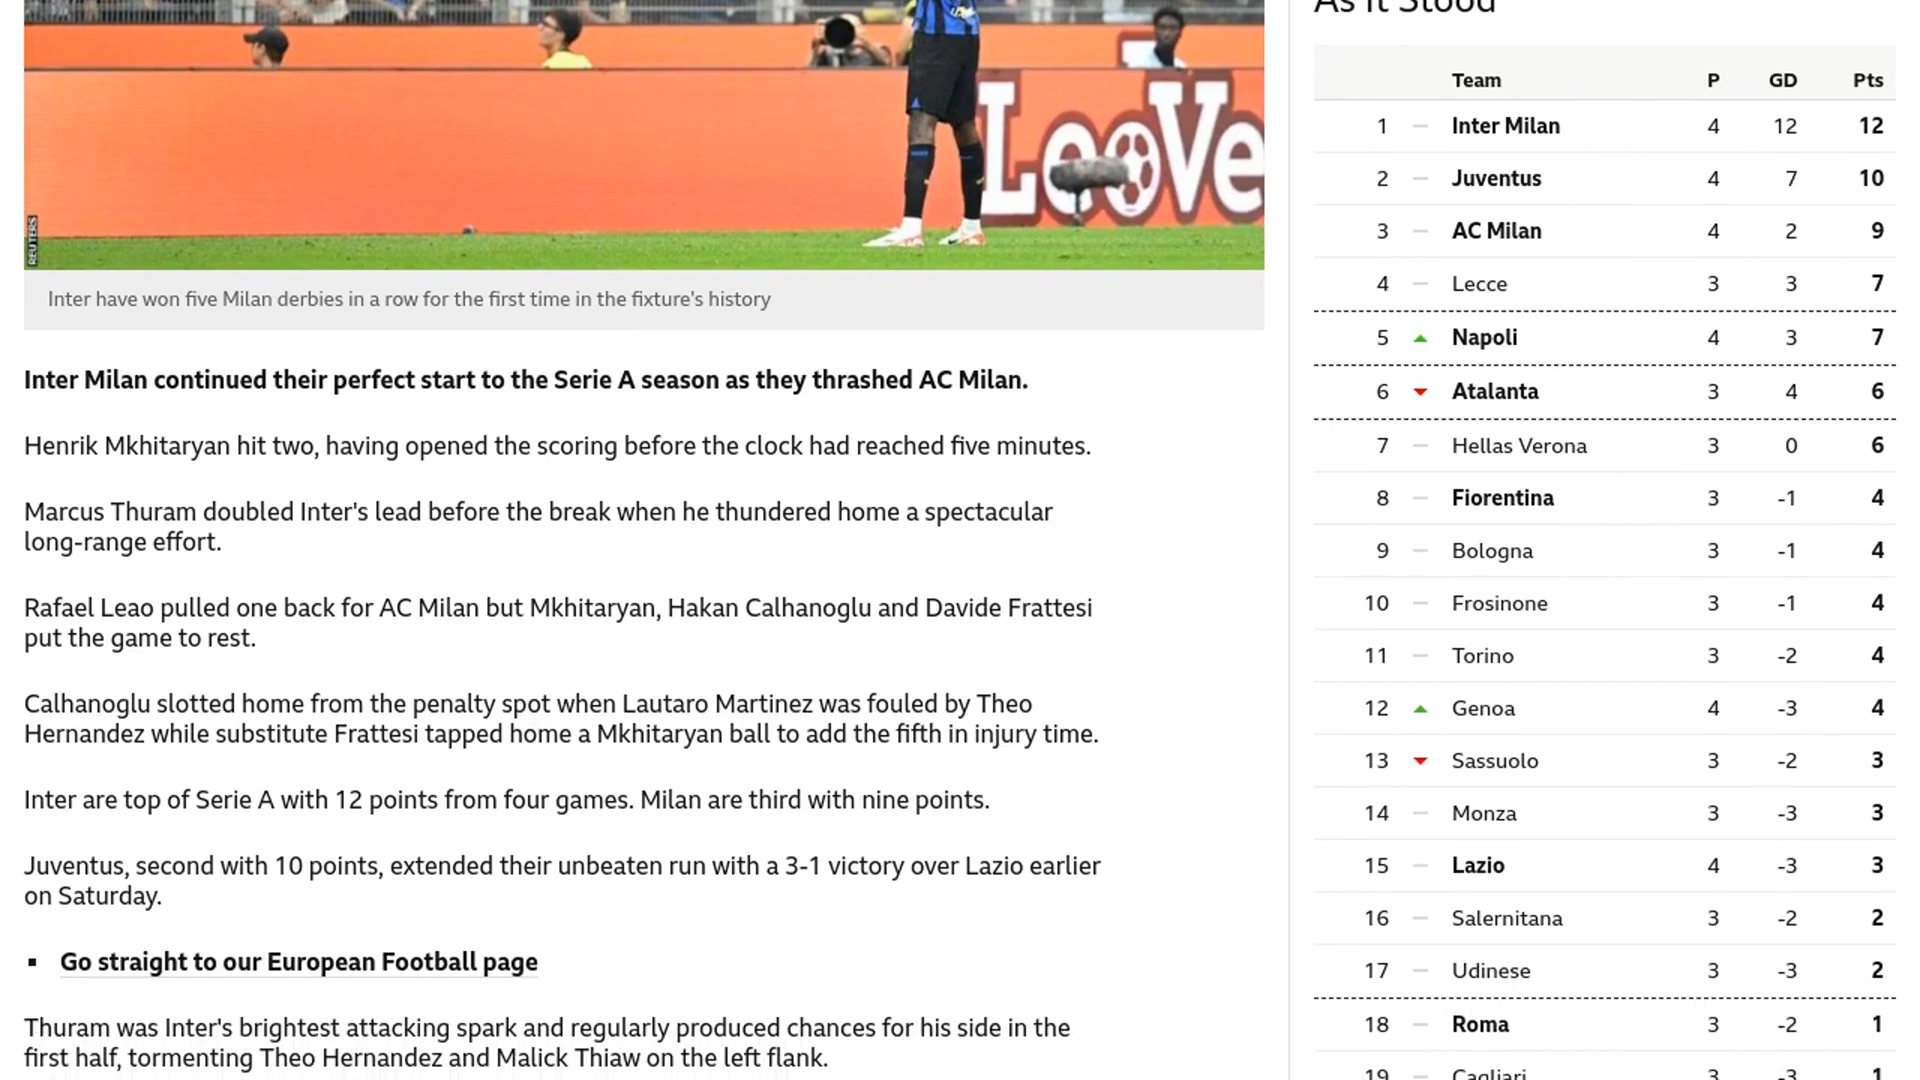 LeoVe
REUTERS
Inter have won five Milan derbies in a row for the first time in the fixture's history
Inter Milan continued their perfect start to the Serie A season as they thrashed AC Milan.
Henrik Mkhitaryan hit two, having opened the scoring before the clock had reached five minutes.
Marcus Thuram doubled Inter's lead before the break when he thundered home a spectacular
long-range effort.
Rafael Leao pulled one back for AC Milan but Mkhitaryan, Hakan Calhanoglu and Davide Frattesi
put the game to rest.
Calhanoglu slotted home from the penalty spot when Lautaro Martinez was fouled by Theo
Hernandez while substitute Frattesi tapped home a Mkhitaryan ball to add the fifth in injury time.
Inter are top of Serie A with 12 points from four games. Milan are third with nine points.
Juventus, second with 10 points, extended their unbeaten run with a 3-1 victory over Lazio earlier
on Saturday.
▪ Go straight to our European Football page
Thuram was Inter's brightest attacking spark and regularly produced chances for his side in the
first half, tormenting Theo Hernandez and Malick Thiaw on the left flank.
As It Stood
Team P GD Pts
1 Inter Milan 4 12 12
2 Juventus 4 7 10
3 AC Milan 4 2 9
4 Lecce 3 3 7
5 Napoli 4 3 7
6 Atalanta 3 4 6
7 Hellas Verona 3 0 6
8 Fiorentina 3 -1 4
9 Bologna 3 -1 4
10 Frosinone 3 -1 4
11 Torino 3 -2 4
12 Genoa 4 -3 4
13 Sassuolo 3 -2 3
14 Monza 3 -3 3
15 Lazio 4 -3 3
16 Salernitana 3 -2 2
17 Udinese 3 -3 2
18 Roma 3 -2 1
19 Cagliari 3 -3 1